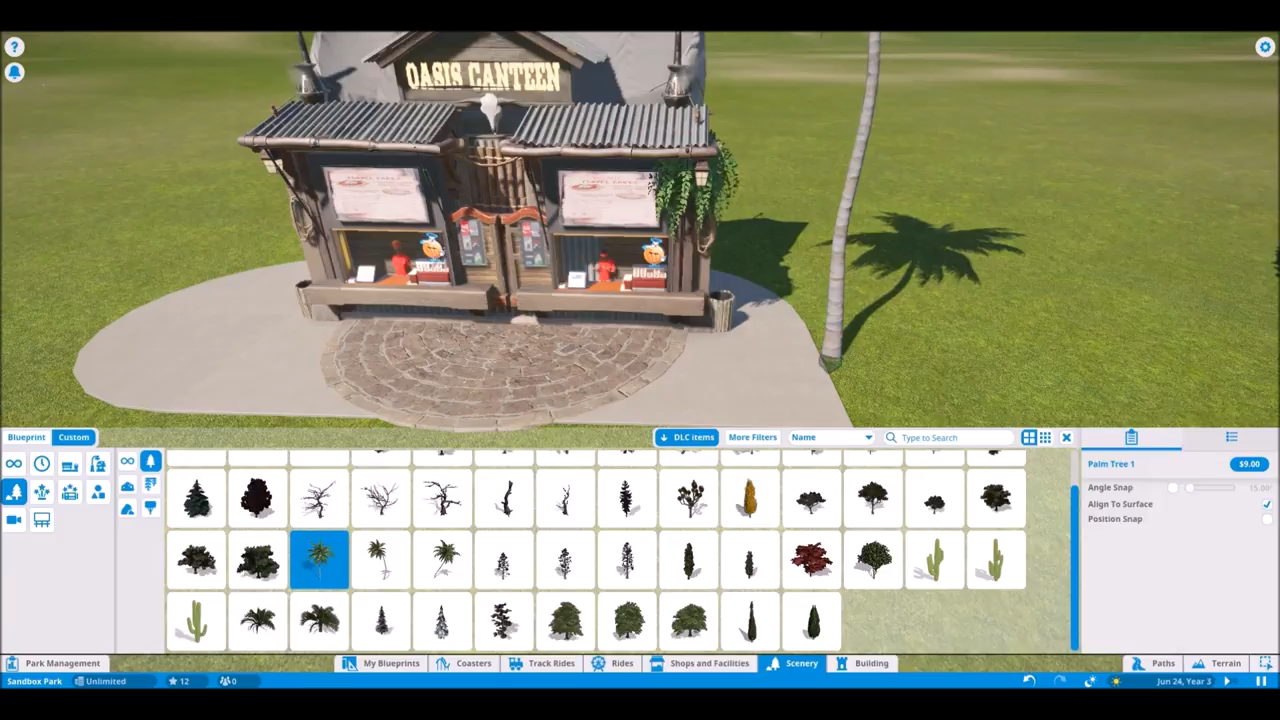 ?
OASIS CANTEEN
Blueprint
Custom
DLC items
More Filters
Name
Type to Search
Palm Tree 1
$9.00
Angle Snap
15.00°
Align To Surface
Position Snap
Park Management
My Blueprints
Coasters
Track Rides
Rides
Shops and Facilities
Scenery
Building
Paths
Terrain
Sandbox Park
Unlimited
12
0
Jun 24, Year 3